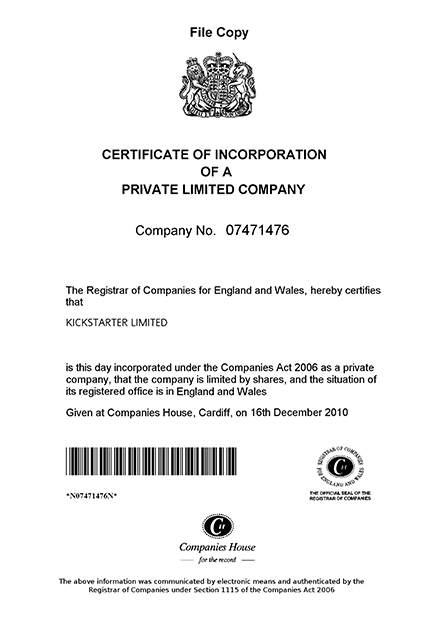 File Copy
CERTIFICATE OF INCORPORATION
OF A
PRIVATE LIMITED COMPANY
Company No. 07471476
The Registrar of Companies for England and Wales, hereby certifies
that
KICKSTARTER LIMITED
is this day incorporated under the Companies Act 2006 as a private
company, that the company is limited by shares, and the situation of
its registered office is in England and Wales
Given at Companies House, Cardiff, on 16th December 2010
*N07471476N*
REGISTRAR OF COMPANIES
FOR ENGLAND AND WALES
THE OFFICIAL SEAL OF THE
REGISTRAR OF COMPANIES
Companies House
for the record
The above information was communicated by electronic means and authenticated by the
Registrar of Companies under Section 1115 of the Companies Act 2006